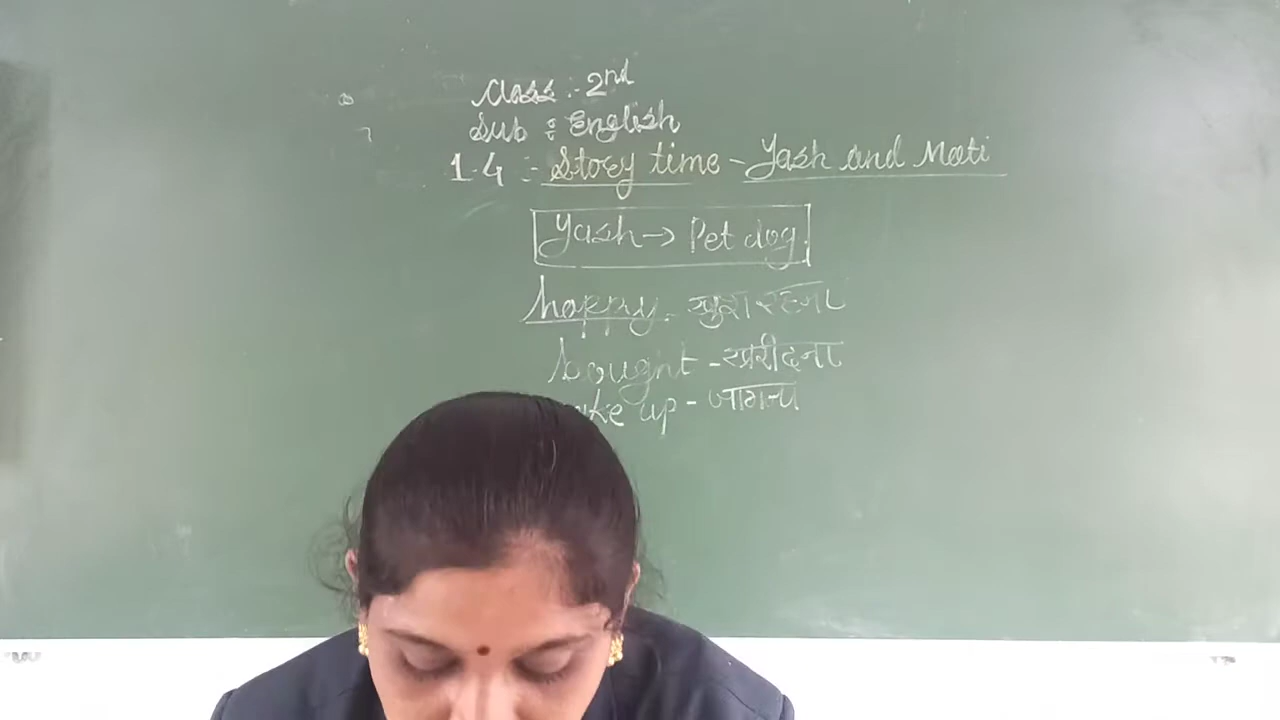 Class :- 2nd
Sub : English
1.4 :- Story time - Yash and Moti
Yash → Pet dog.
happy - खुश रहना
bought - खरीदना
up - जागना